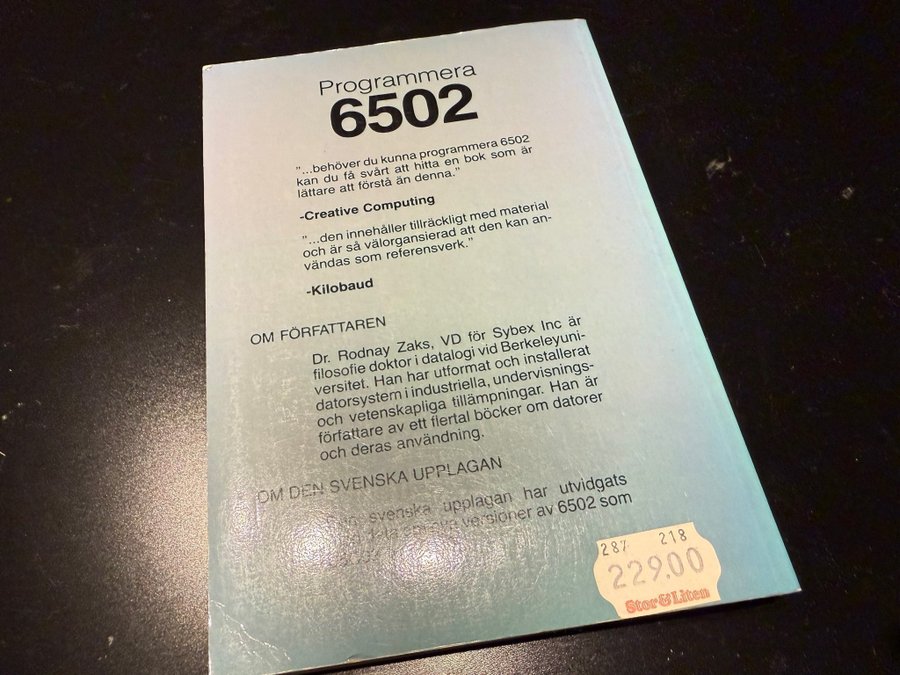 Programmera
6502
"...behöver du kunna programmera 6502
kan du få svårt att hitta en bok som är
lättare att förstå än denna."
-Creative Computing
"...den innehåller tillräckligt med material
och är så välorgansierad att den kan an-
vändas som referensverk."
-Kilobaud
OM FÖRFATTAREN
Dr. Rodnay Zaks, VD för Sybex Inc är
filosofie doktor i datalogi vid Berkeleyuni-
versitet. Han har utformat och installerat
datorsystem i industriella, undervisnings-
och vetenskapliga tillämpningar. Han är
författare av ett flertal böcker om datorer
och deras användning.
OM DEN SVENSKA UPPLAGAN
svenska upplagan har utvidgats
versioner av 6502 som
287 218
229.00
Stor&Liten